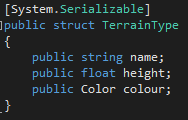 [System.Serializable]
public struct TerrainType
{
    public string name;
    public float height;
    public Color colour;
}